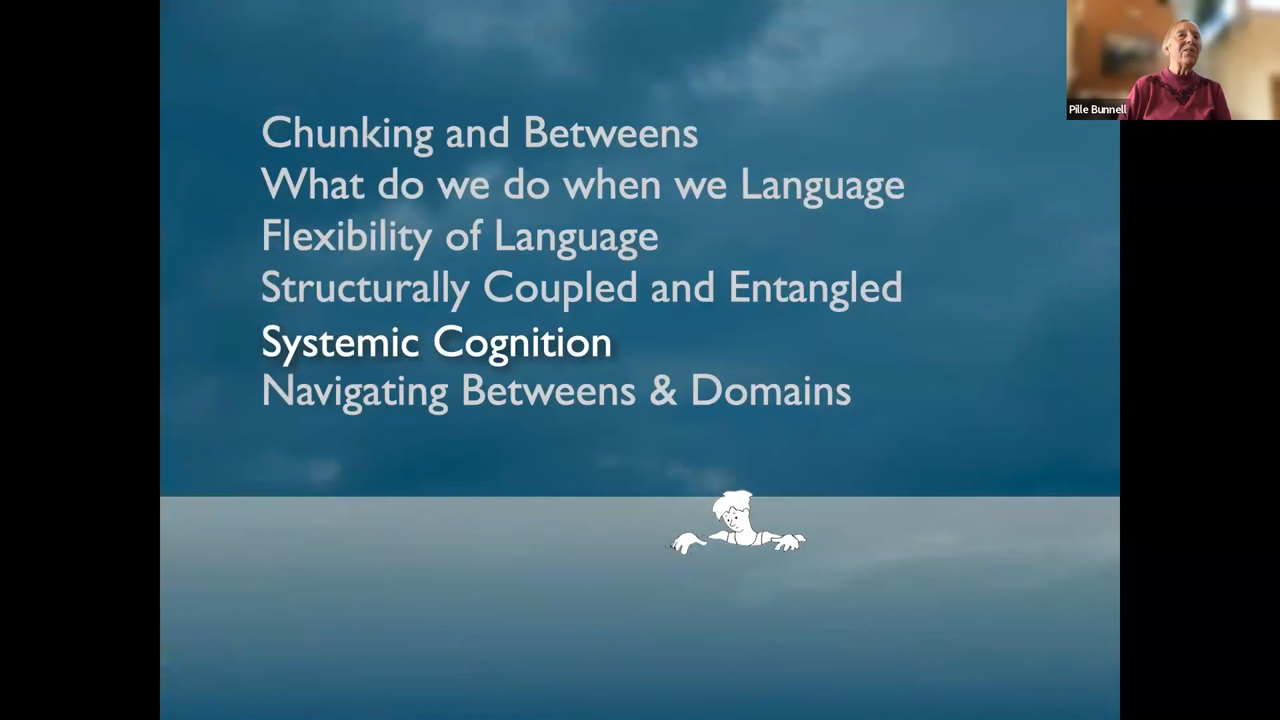 Chunking and Betweens
What do we do when we Language
Flexibility of Language
Structurally Coupled and Entangled
Systemic Cognition
Navigating Betweens & Domains
Pille Bunnell